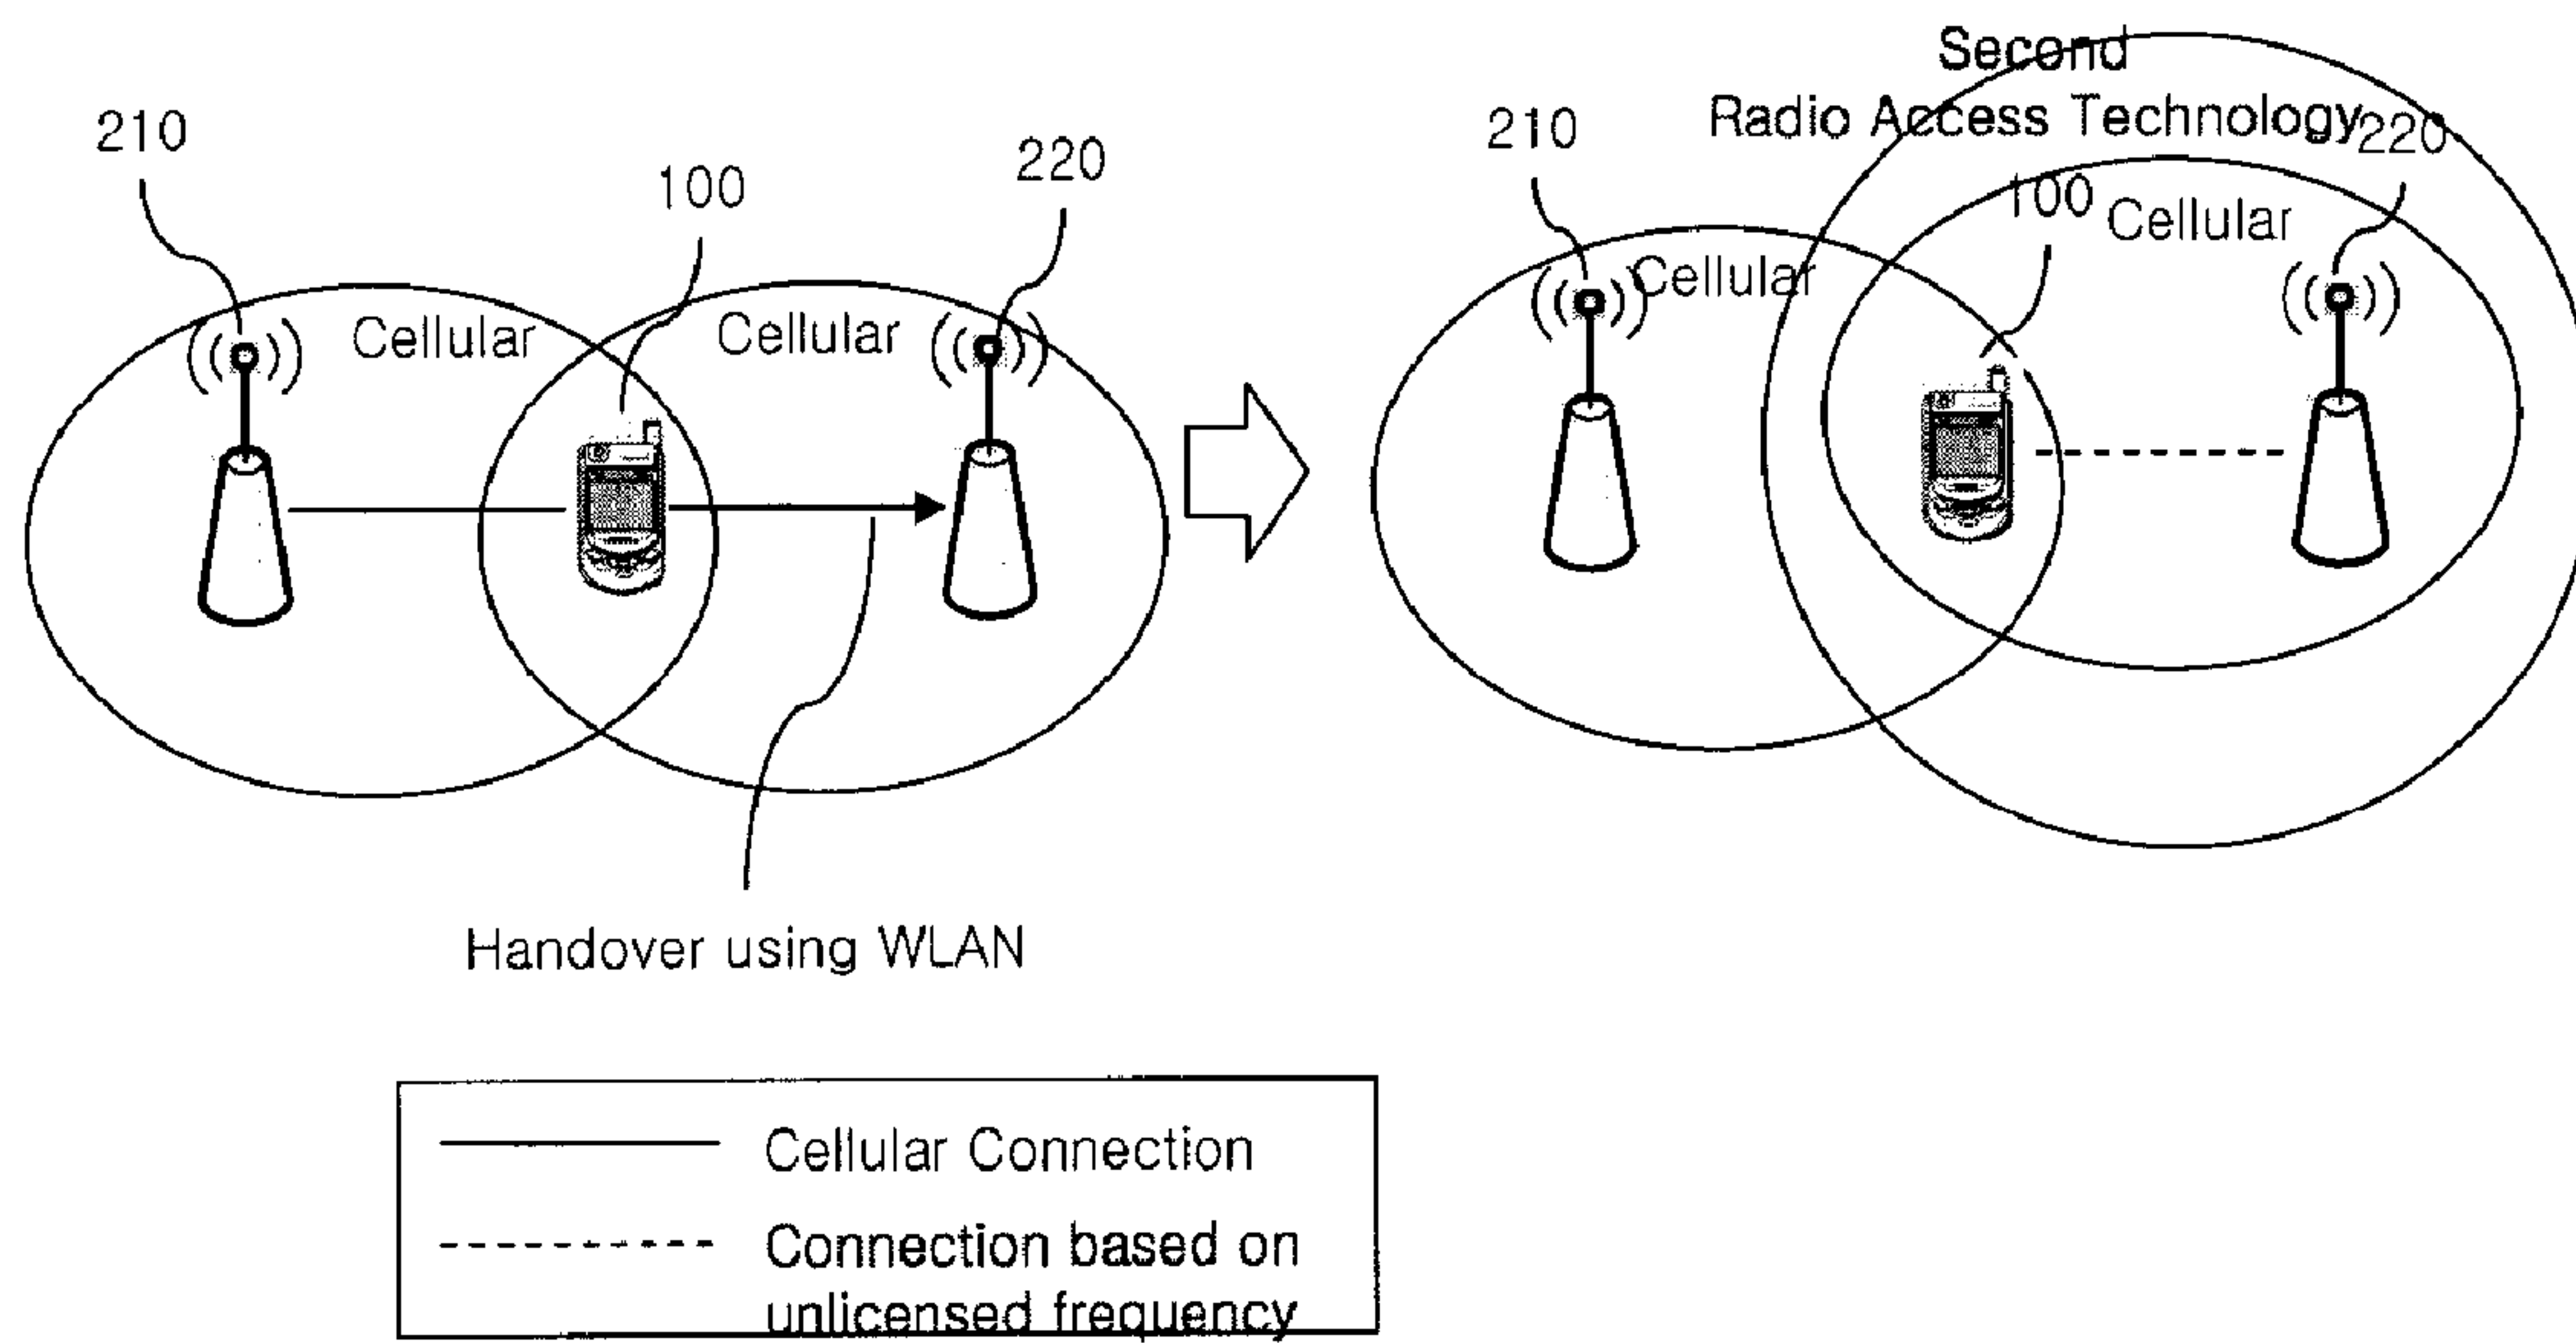 210
100
220
Cellular
Cellular
Handover using WLAN
Second
Radio Access Technology
210
220
100
Cellular
Cellular
Cellular Connection
Connection based on
unlicensed frequency